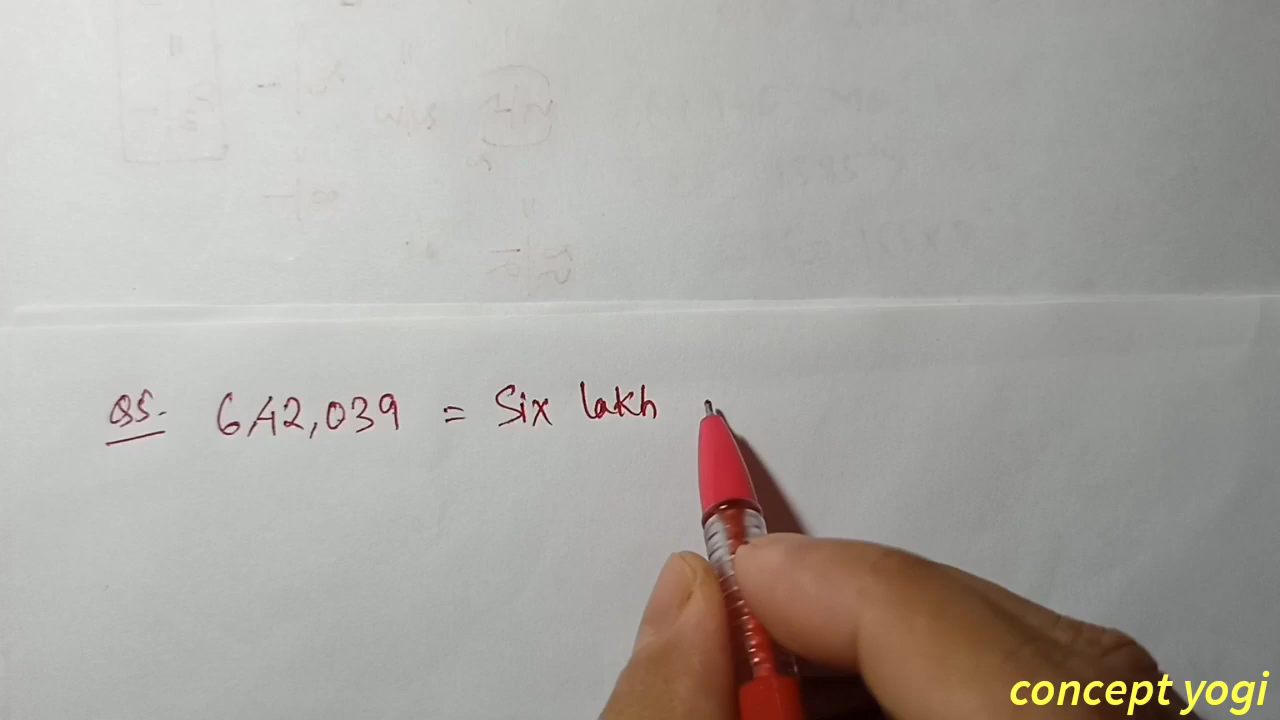 Q5. 6,42,039 = Six lakh
concept yogi